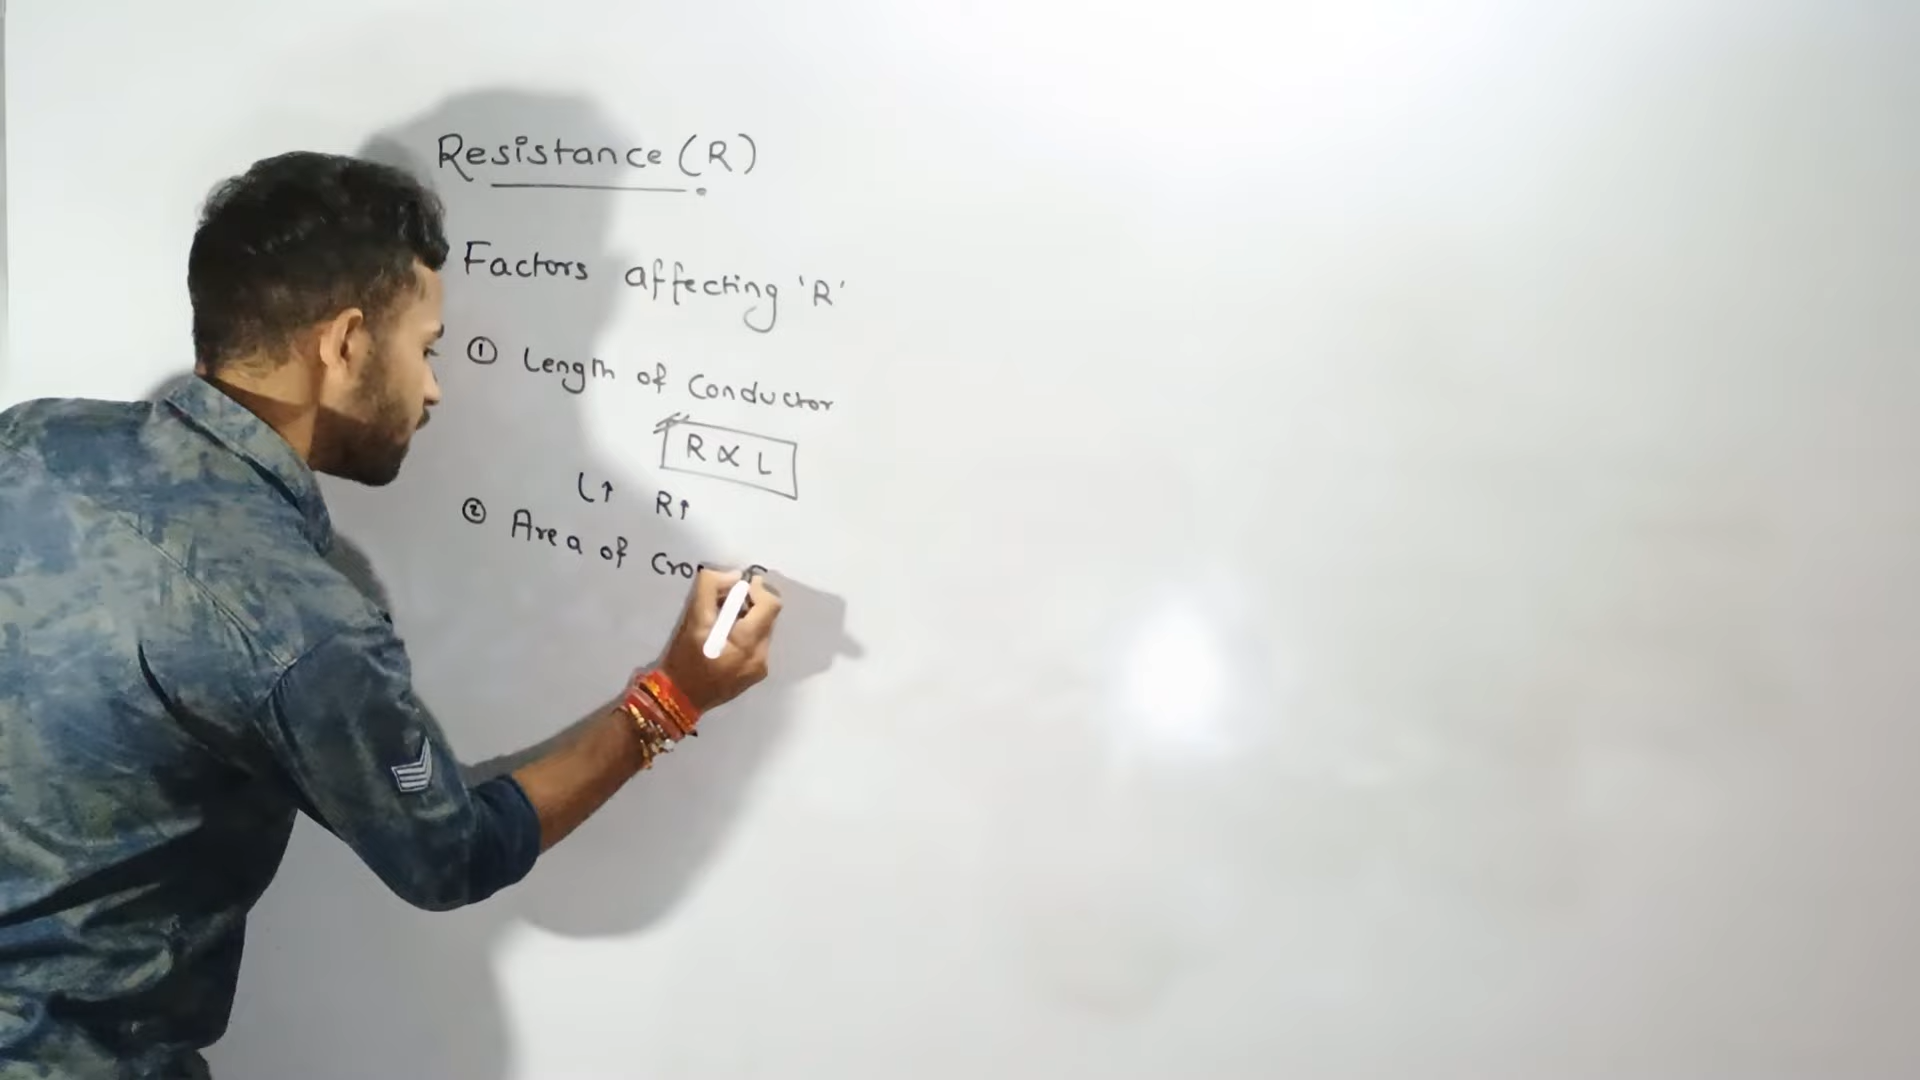 Resistance (R)
Factors affecting 'R'
① Length of Conductor
R ∝ L
L↑ R↑
② Area of